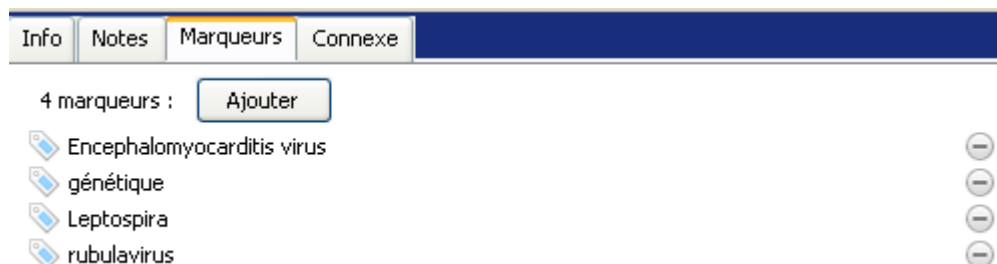 Info Notes Marqueurs Connexe
4 marqueurs : Ajouter
Encephalomyocarditis virus
génétique
Leptospira
rubulavirus